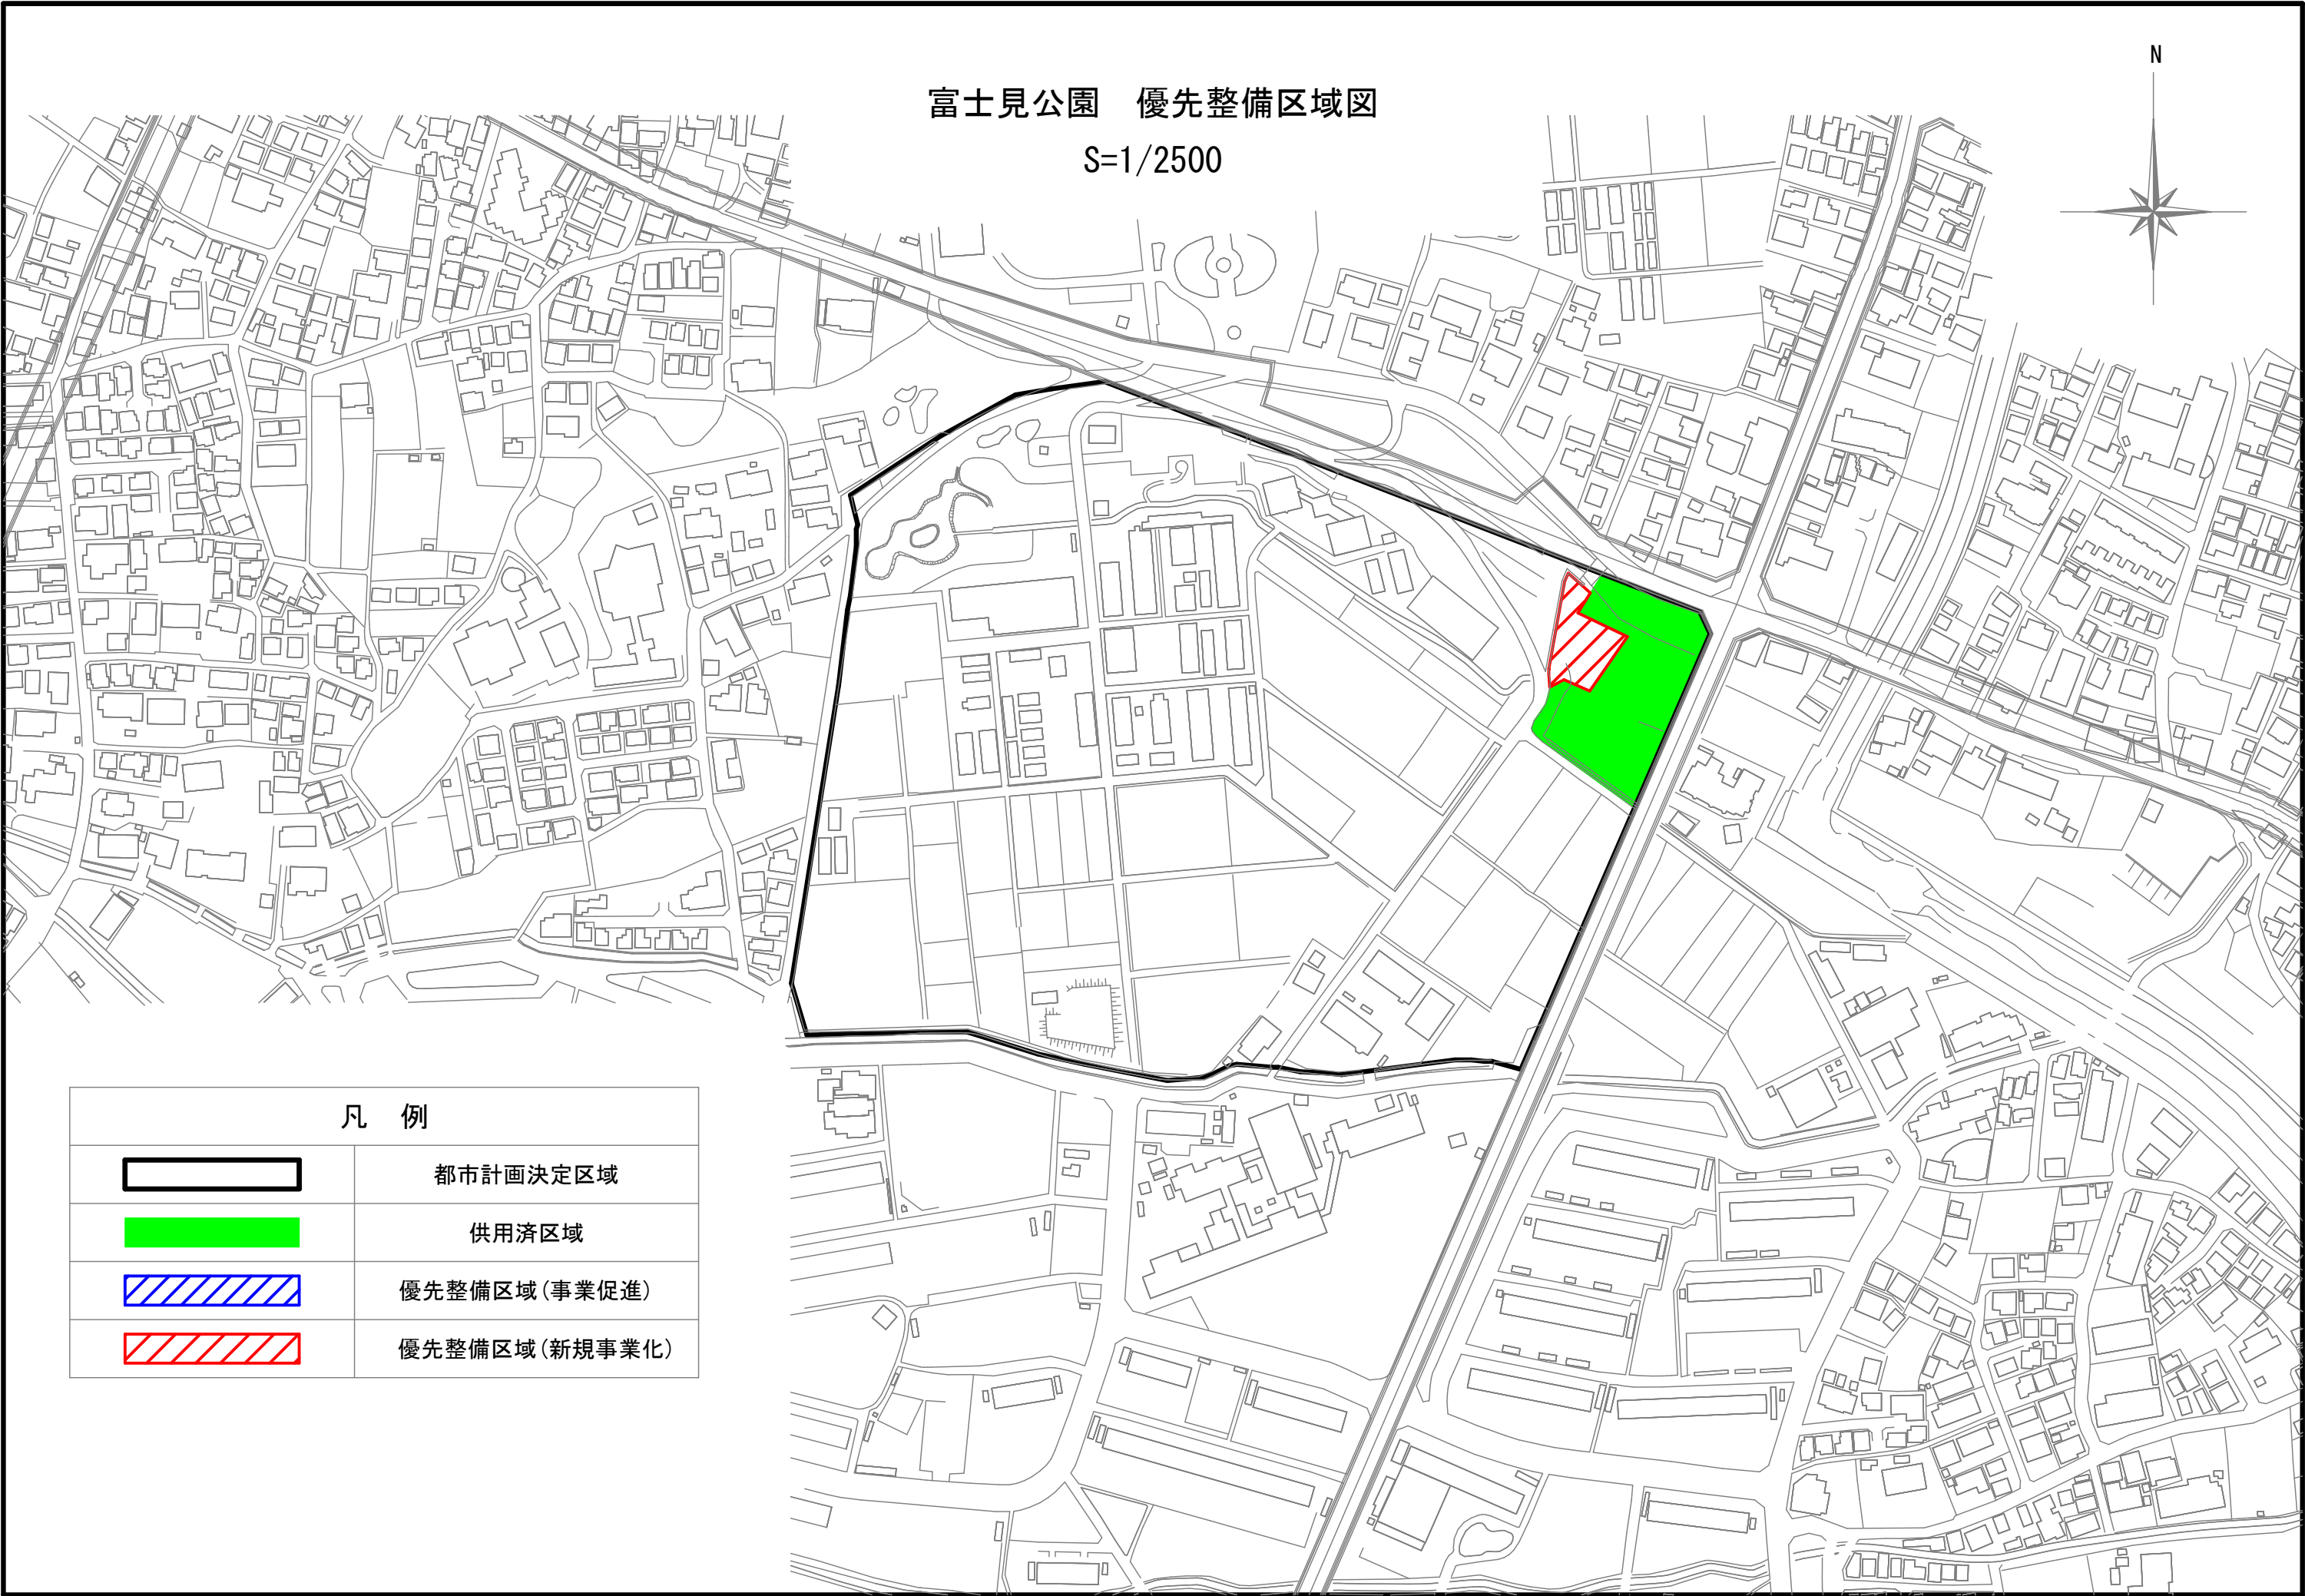 N
富士見公園　優先整備区域図
S=1/2500
凡　例
都市計画決定区域
供用済区域
優先整備区域(事業促進)
優先整備区域(新規事業化)